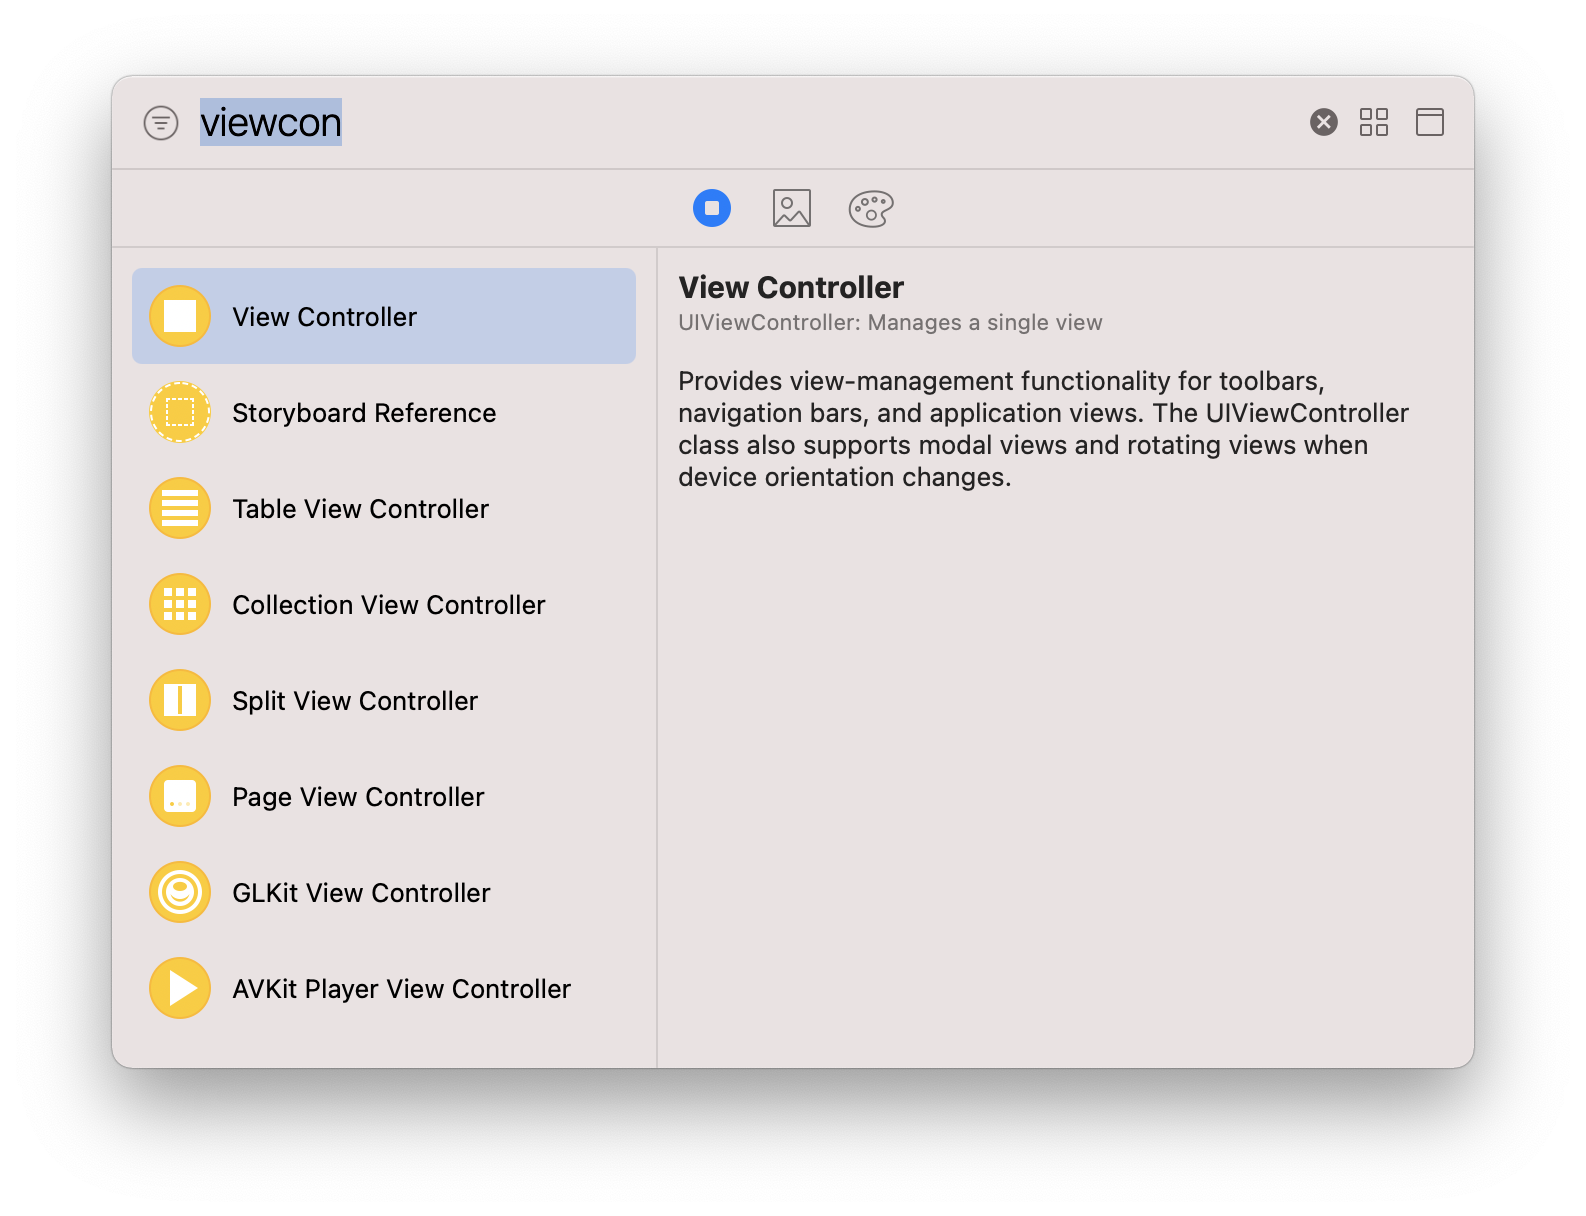 viewcon
View Controller
Storyboard Reference
Table View Controller
Collection View Controller
Split View Controller
Page View Controller
GLKit View Controller
AVKit Player View Controller
View Controller
UIViewController: Manages a single view
Provides view-management functionality for toolbars,
navigation bars, and application views. The UIViewController
class also supports modal views and rotating views when
device orientation changes.